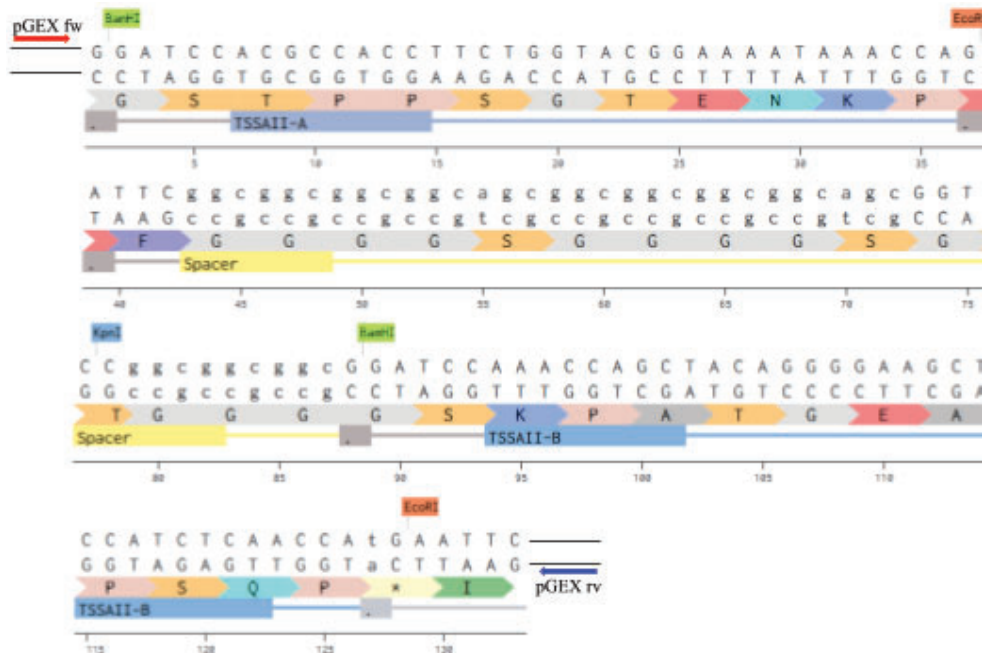 pGEX fw
BamHI
EcoR
G G A T C C A C G C C A C C T T C T G G T A C G G A A A A T A A A C C A G
C C T A G G T G C G G T G G A A G A C C A T G C C T T T T A T T T G G T C
G S T P P S G T E N K P
. TSSAII-A .
5 10 15 20 25 30 35
A T T C g g c g g c g g c g g c a g c g g c g g c g g c g g c a g c G G T
T A A G c c g c c g c c g c c g t c g c c g c c g c c g c c g t c g C C A
F G G G G S G G G G S G
. Spacer
40 45 50 55 60 65 70 75
KpnI BamHI
C C g g c g g c g g c G G A T C C A A A C C A G C T A C A G G G G A A G C T
G G c c g c c g c c g C C T A G G T T T G G T C G A T G T C C C C T T C G A
T G G G G S K P A T G E A
Spacer . TSSAII-B
80 85 90 95 100 105 110
EcoRI
C C A T C T C A A C C A t G A A T T C
G G T A G A G T T G G T a C T T A A G
P S Q P * I
pGEX rv
TSSAII-B .
115 120 125 130